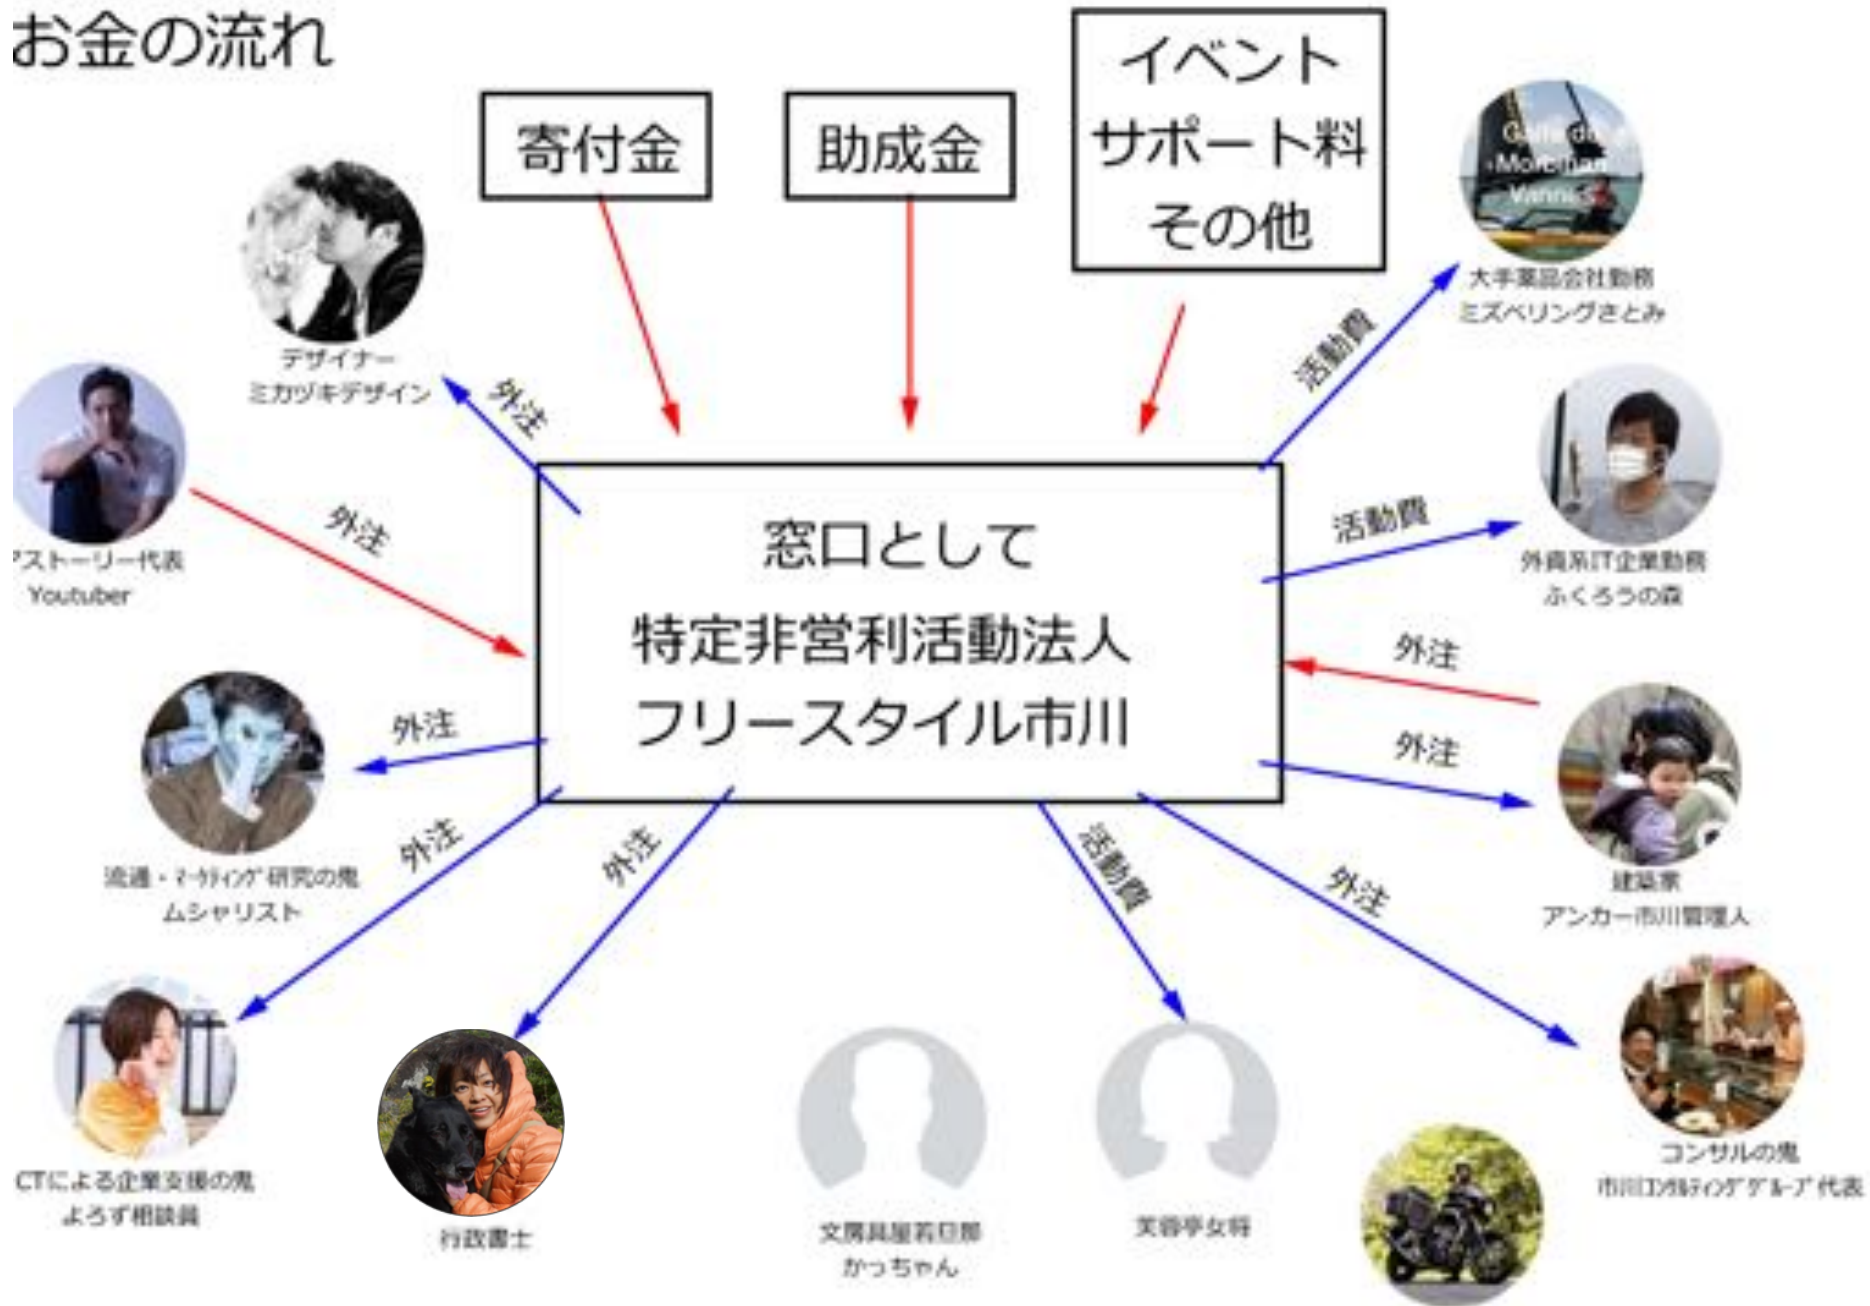 お金の流れ
寄付金
助成金
イベント
サポート料
その他
大手薬品会社勤務
ミズベリングさとみ
デザイナー
ミカヅキデザイン
外注
活動費
アストーリー代表
Youtuber
外注
窓口として
特定非営利活動法人
フリースタイル市川
活動費
外資系IT企業勤務
ふくろうの森
外注
外注
建築家
アンカー市川管理人
外注
流通・マーケティング研究の鬼
ムシャリスト
外注
外注
活動費
外注
CTによる企業支援の鬼
よろず相談員
行政書士
文房具屋若旦那
かっちゃん
芙蓉亭女将
コンサルの鬼
市川コンサルティンググループ代表